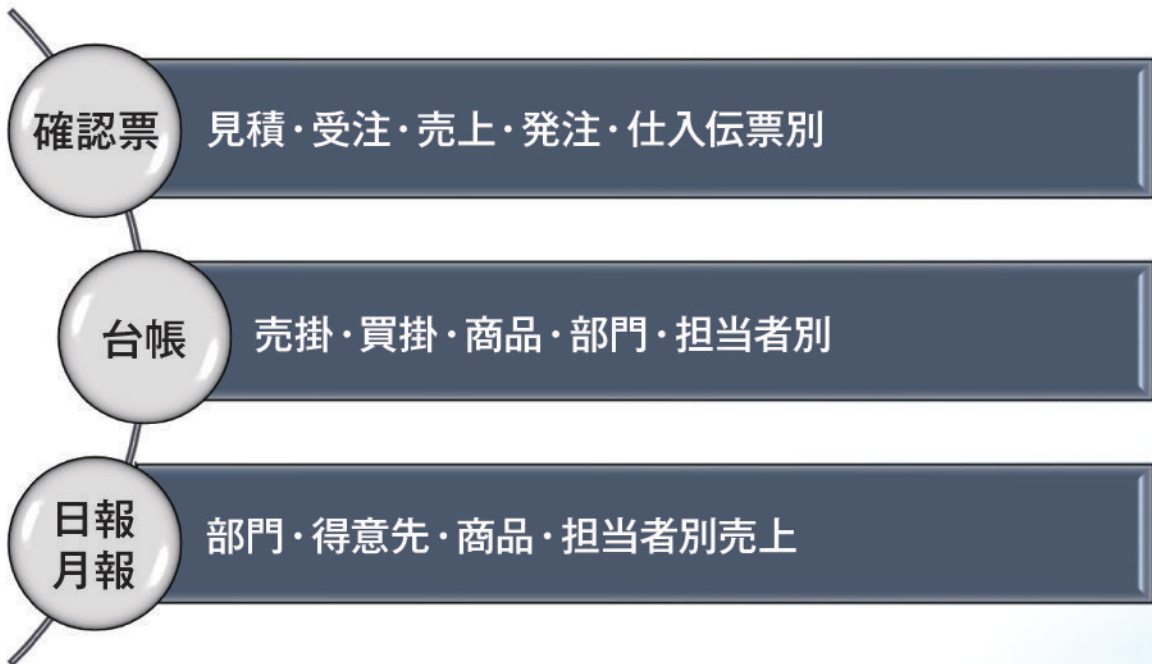 確認票
見積・受注・売上・発注・仕入伝票別
台帳
売掛・買掛・商品・部門・担当者別
日報
月報
部門・得意先・商品・担当者別売上